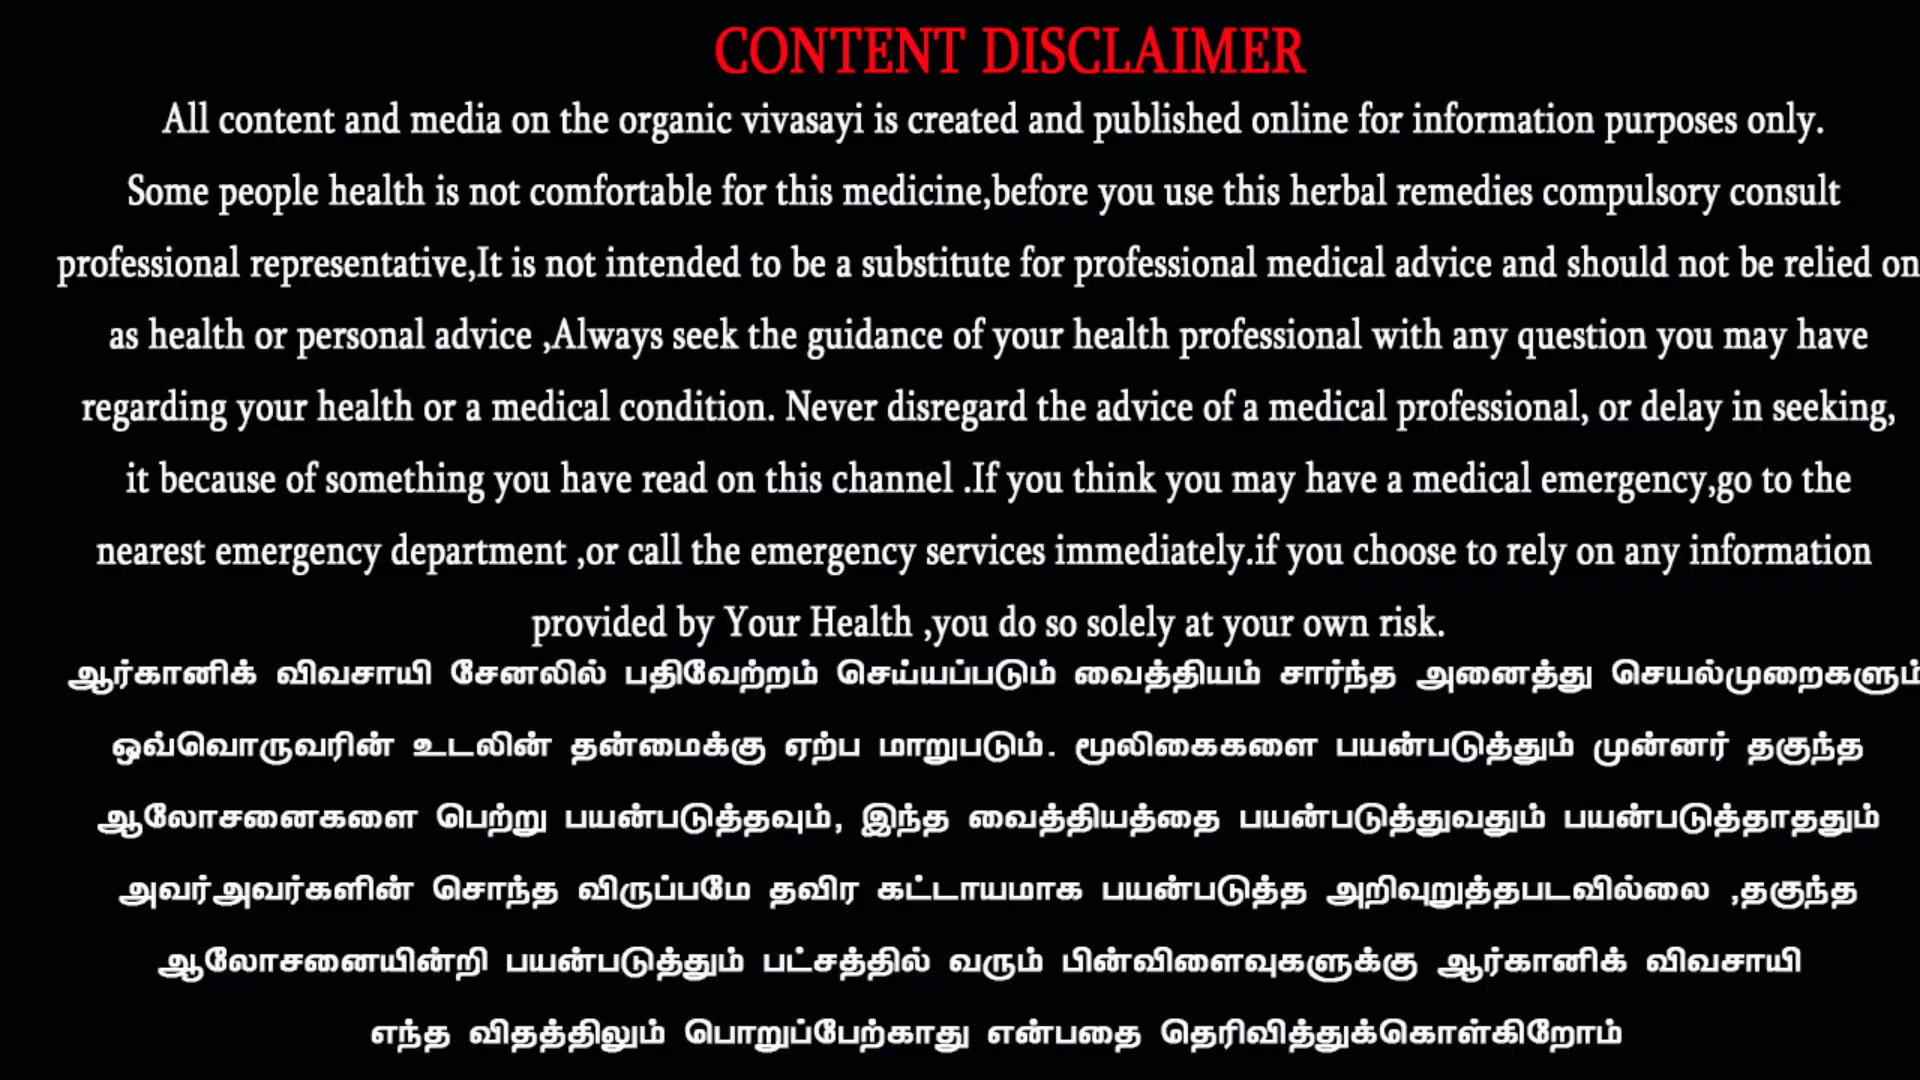 CONTENT DISCLAIMER
All content and media on the organic vivasayi is created and published online for information purposes only.
Some people health is not comfortable for this medicine,before you use this herbal remedies compulsory consult
professional representative,It is not intended to be a substitute for professional medical advice and should not be relied on
as health or personal advice ,Always seek the guidance of your health professional with any question you may have
regarding your health or a medical condition. Never disregard the advice of a medical professional, or delay in seeking,
it because of something you have read on this channel .If you think you may have a medical emergency,go to the
nearest emergency department ,or call the emergency services immediately.if you choose to rely on any information
provided by Your Health ,you do so solely at your own risk.
ஆர்கானிக் விவசாயி சேனலில் பதிவேற்றம் செய்யப்படும் வைத்தியம் சார்ந்த அனைத்து செயல்முறைகளும்
ஒவ்வொருவரின் உடலின் தன்மைக்கு ஏற்ப மாறுபடும். மூலிகைகளை பயன்படுத்தும் முன்னர் தகுந்த
ஆலோசனைகளை பெற்று பயன்படுத்தவும், இந்த வைத்தியத்தை பயன்படுத்துவதும் பயன்படுத்தாததும்
அவர்அவர்களின் சொந்த விருப்பமே தவிர கட்டாயமாக பயன்படுத்த அறிவுறுத்தபடவில்லை ,தகுந்த
ஆலோசனையின்றி பயன்படுத்தும் பட்சத்தில் வரும் பின்விளைவுகளுக்கு ஆர்கானிக் விவசாயி
எந்த விதத்திலும் பொறுப்பேற்காது என்பதை தெரிவித்துக்கொள்கிறோம்